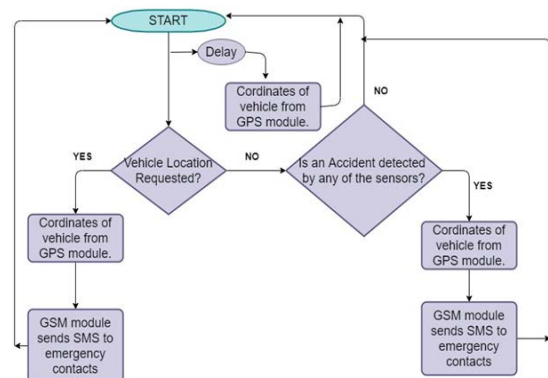 START
Delay
Cordinates of
vehicle from
GPS module.
NO
YES
Vehicle Location
Requested?
NO
Is an Accident detected
by any of the sensors?
YES
Cordinates of
vehicle from
GPS module.
Cordinates of
vehicle from
GPS module.
GSM module
sends SMS to
emergency
contacts
GSM module
sends SMS to
emergency
contacts